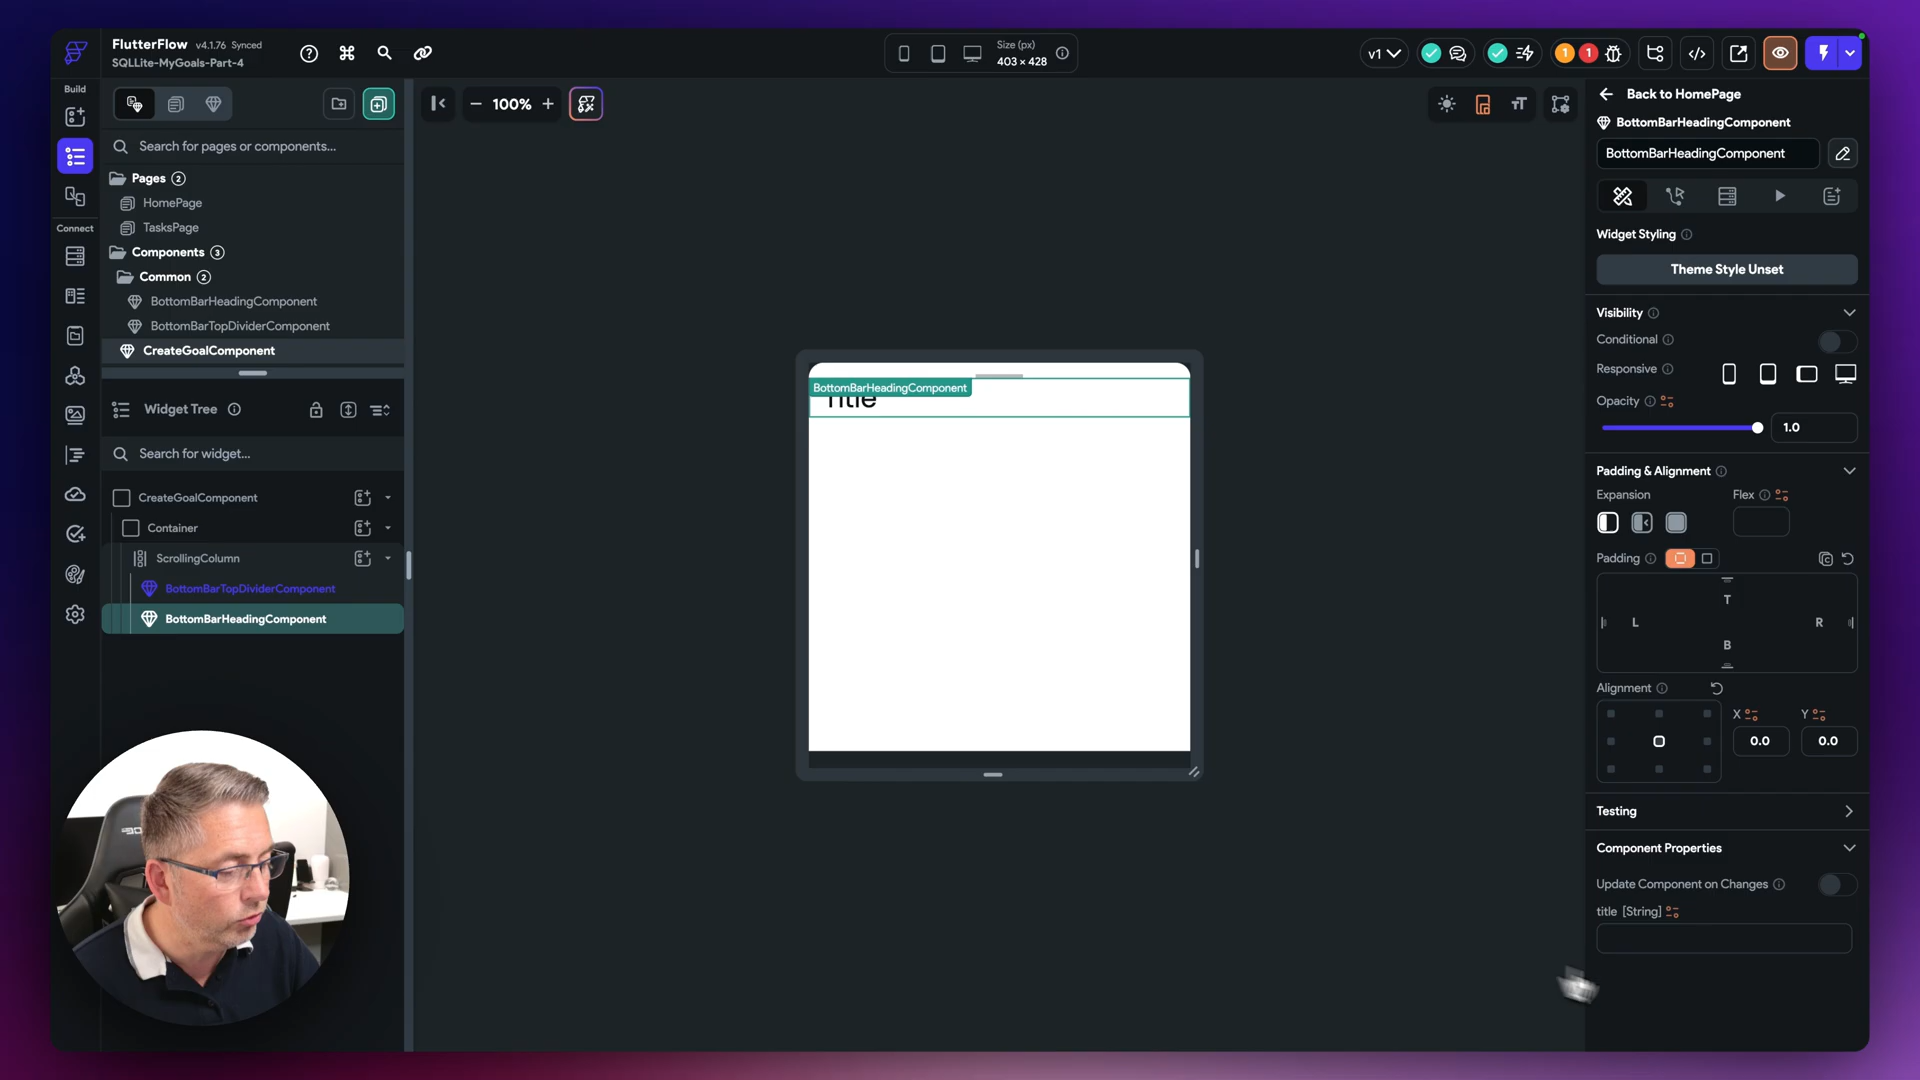 FlutterFlow v4.1.76 Synced
SQLLite-MyGoals-Part-4
Size (px)
403 × 428
v1
1
1
Build
100%
Search for pages or components...
Pages 2
HomePage
TasksPage
Components 3
Common 2
BottomBarHeadingComponent
BottomBarTopDividerComponent
CreateGoalComponent
Connect
Widget Tree
Search for widget...
CreateGoalComponent
Container
ScrollingColumn
BottomBarTopDividerComponent
BottomBarHeadingComponent
BottomBarHeadingComponent
Title
Back to HomePage
BottomBarHeadingComponent
BottomBarHeadingComponent
Widget Styling
Theme Style Unset
Visibility
Conditional
Responsive
Opacity
1.0
Padding & Alignment
Expansion
Flex
Padding
T
L
R
B
Alignment
X
Y
0.0
0.0
Testing
Component Properties
Update Component on Changes
title [String]